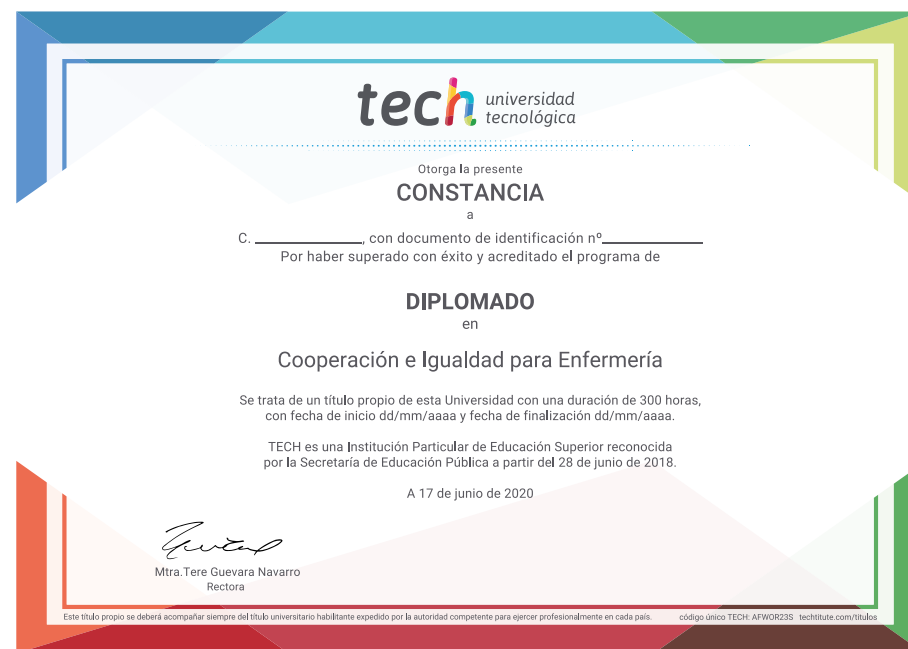 tech universidad
tecnológica
Otorga la presente
CONSTANCIA
a
C. ____________, con documento de identificación nº____________
Por haber superado con éxito y acreditado el programa de
DIPLOMADO
en
Cooperación e Igualdad para Enfermería
Se trata de un título propio de esta Universidad con una duración de 300 horas,
con fecha de inicio dd/mm/aaaa y fecha de finalización dd/mm/aaaa.
TECH es una Institución Particular de Educación Superior reconocida
por la Secretaría de Educación Pública a partir del 28 de junio de 2018.
A 17 de junio de 2020
Mtra.Tere Guevara Navarro
Rectora
Este título propio se deberá acompañar siempre del título universitario habilitante expedido por la autoridad competente para ejercer profesionalmente en cada país. código único TECH: AFWOR23S techtitute.com/titulos